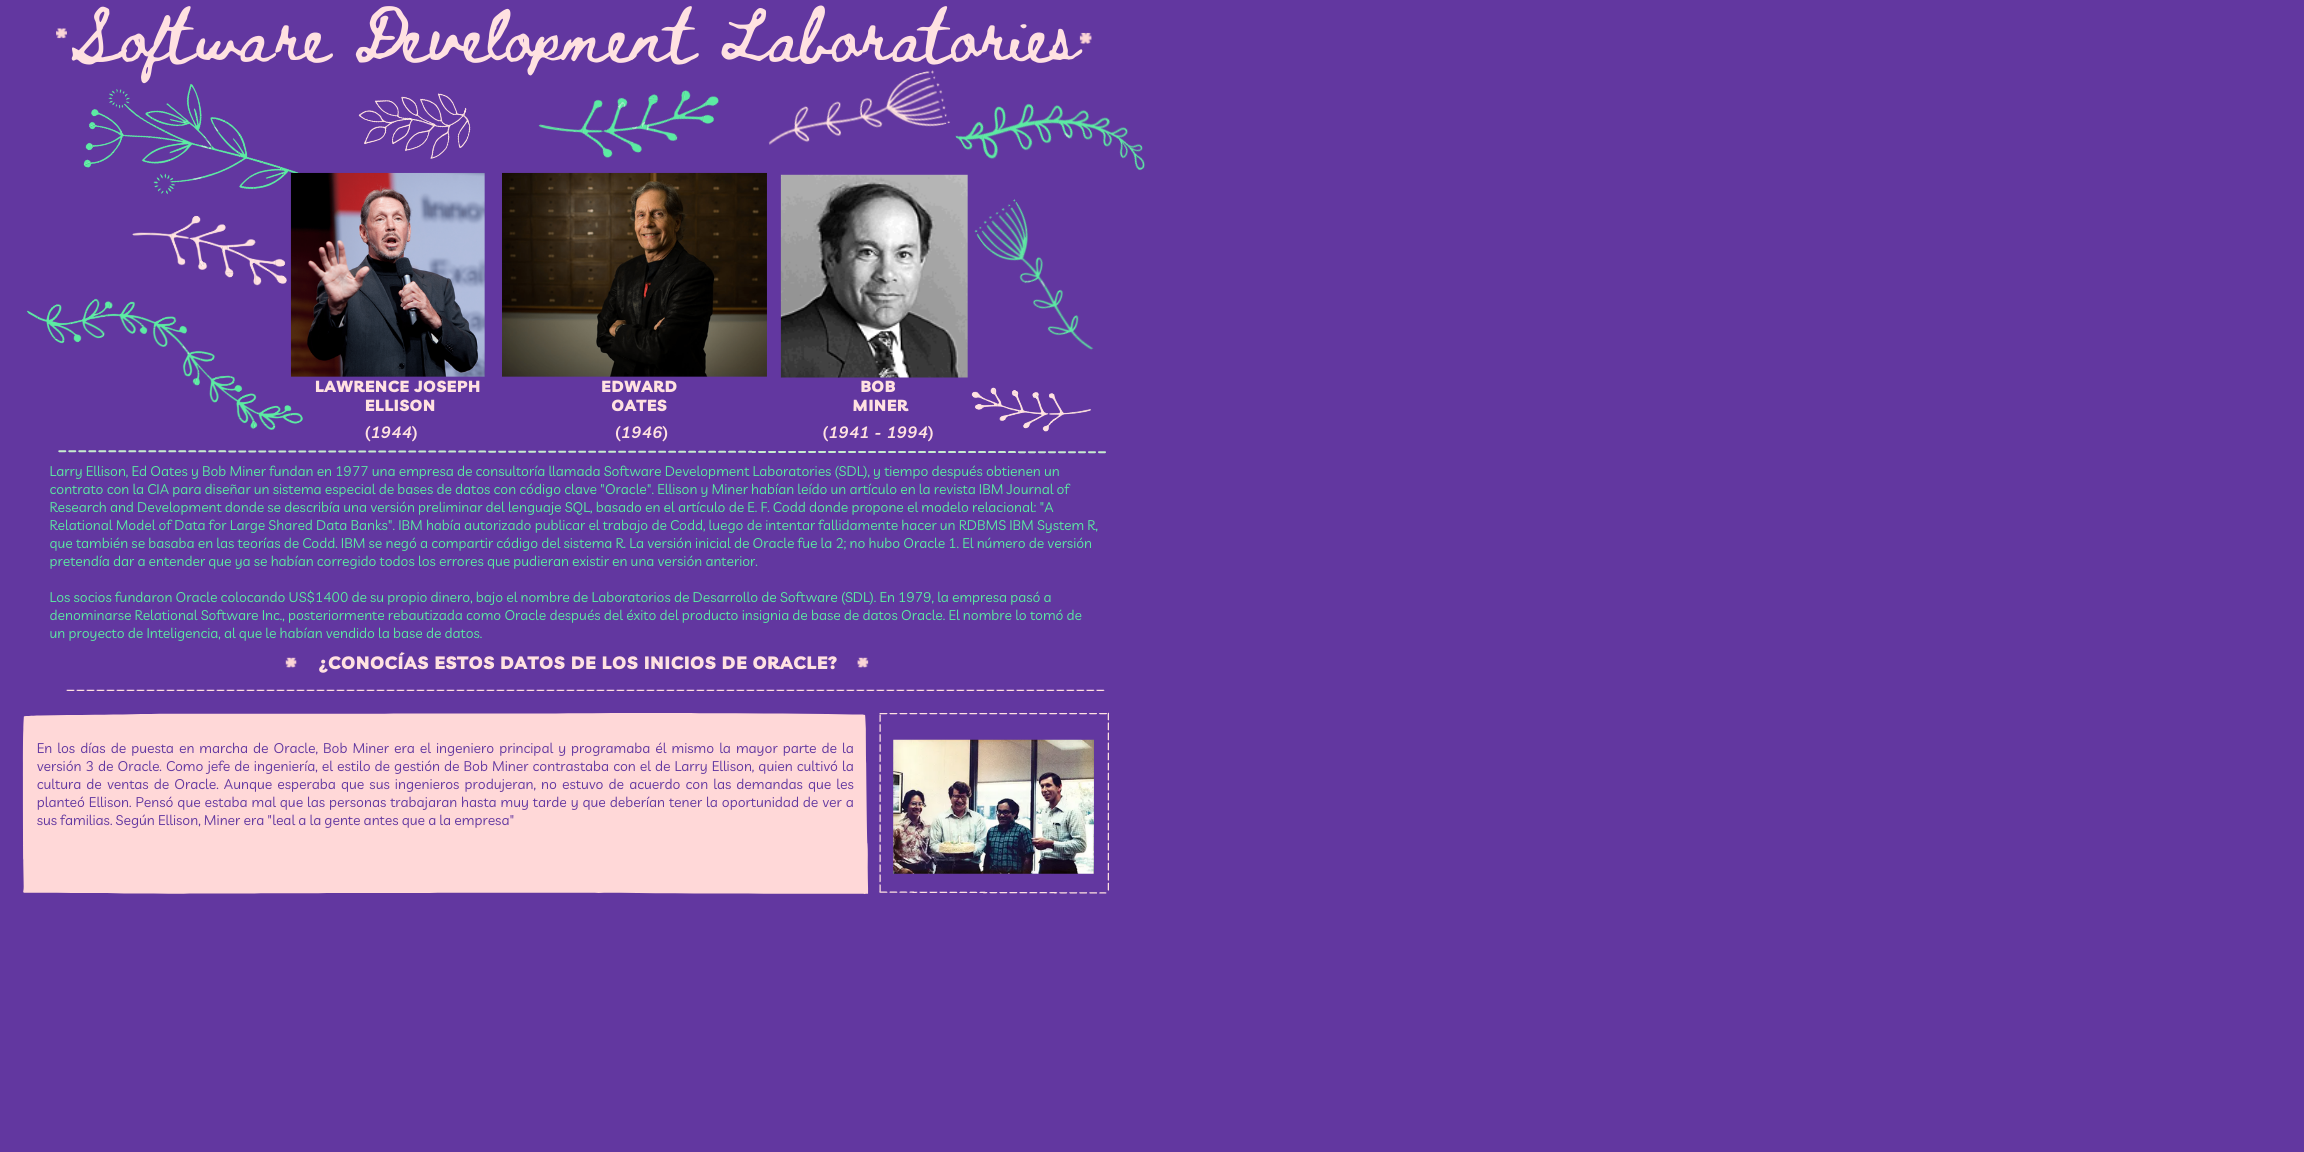 *Software Development Laboratories*
Inno
LAWRENCE JOSEPH
ELLISON
(1944)
EDWARD
OATES
(1946)
BOB
MINER
(1941 - 1994)
Larry Ellison, Ed Oates y Bob Miner fundan en 1977 una empresa de consultoría llamada Software Development Laboratories (SDL), y tiempo después obtienen un
contrato con la CIA para diseñar un sistema especial de bases de datos con código clave "Oracle". Ellison y Miner habían leído un artículo en la revista IBM Journal of
Research and Development donde se describía una versión preliminar del lenguaje SQL, basado en el artículo de E. F. Codd donde propone el modelo relacional: "A
Relational Model of Data for Large Shared Data Banks". IBM había autorizado publicar el trabajo de Codd, luego de intentar fallidamente hacer un RDBMS IBM System R,
que también se basaba en las teorías de Codd. IBM se negó a compartir código del sistema R. La versión inicial de Oracle fue la 2; no hubo Oracle 1. El número de versión
pretendía dar a entender que ya se habían corregido todos los errores que pudieran existir en una versión anterior.
Los socios fundaron Oracle colocando US$1400 de su propio dinero, bajo el nombre de Laboratorios de Desarrollo de Software (SDL). En 1979, la empresa pasó a
denominarse Relational Software Inc., posteriormente rebautizada como Oracle después del éxito del producto insignia de base de datos Oracle. El nombre lo tomó de
un proyecto de Inteligencia, al que le habían vendido la base de datos.
* ¿CONOCÍAS ESTOS DATOS DE LOS INICIOS DE ORACLE? *
En los días de puesta en marcha de Oracle, Bob Miner era el ingeniero principal y programaba él mismo la mayor parte de la
versión 3 de Oracle. Como jefe de ingeniería, el estilo de gestión de Bob Miner contrastaba con el de Larry Ellison, quien cultivó la
cultura de ventas de Oracle. Aunque esperaba que sus ingenieros produjeran, no estuvo de acuerdo con las demandas que les
planteó Ellison. Pensó que estaba mal que las personas trabajaran hasta muy tarde y que deberían tener la oportunidad de ver a
sus familias. Según Ellison, Miner era "leal a la gente antes que a la empresa"